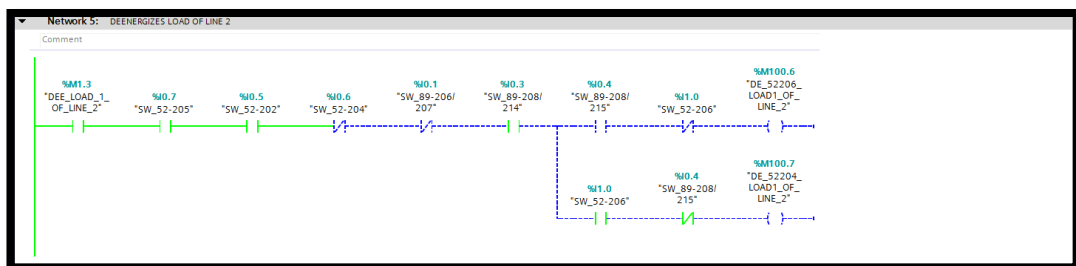 Network 5: DEENERGIZES LOAD OF LINE 2
Comment
%M1.3
"DEE_LOAD_1_
OF_LINE_2"
%I0.7
"SW_52-205"
%I0.5
"SW_52-202"
%I0.6
"SW_52-204"
%I0.1
"SW_89-206/
207"
%I0.3
"SW_89-208/
214"
%I0.4
"SW_89-208/
215"
%I1.0
"SW_52-206"
%M100.6
"DE_52206_
LOAD1_OF_
LINE_2"
%I1.0
"SW_52-206"
%I0.4
"SW_89-208/
215"
%M100.7
"DE_52204_
LOAD1_OF_
LINE_2"